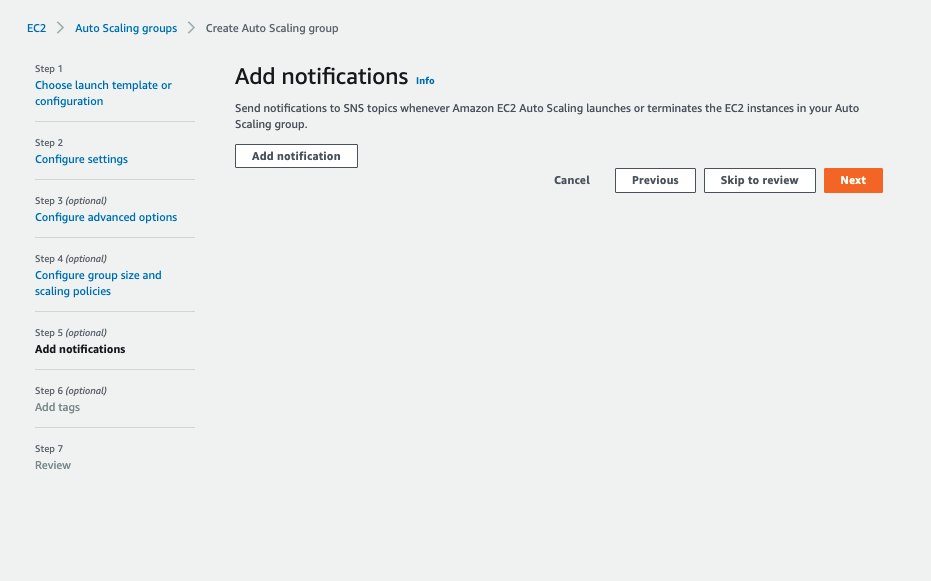 EC2 Auto Scaling groups Create Auto Scaling group
Step 1
Choose launch template or
configuration
Step 2
Configure settings
Step 3 (optional)
Configure advanced options
Step 4 (optional)
Configure group size and
scaling policies
Step 5 (optional)
Add notifications
Step 6 (optional)
Add tags
Step 7
Review
Add notifications Info
Send notifications to SNS topics whenever Amazon EC2 Auto Scaling launches or terminates the EC2 instances in your Auto
Scaling group.
Add notification
Cancel Previous Skip to review Next